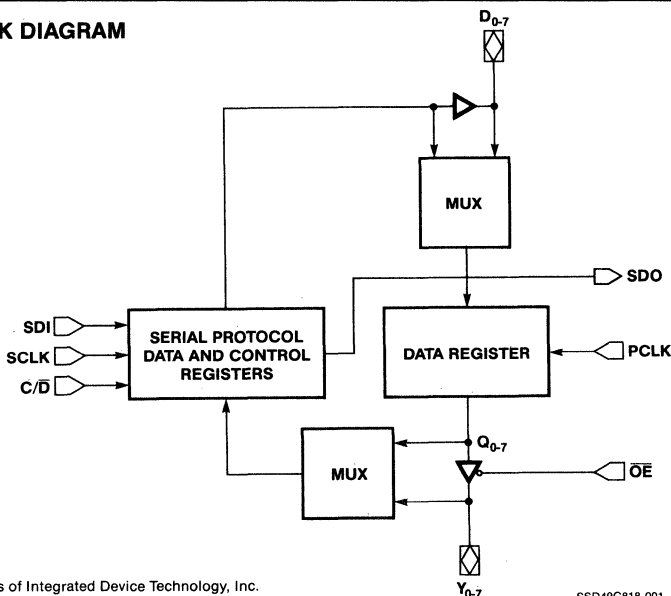 K DIAGRAM
D0-7
MUX
SDO
SDI
SCLK
C/D̅
SERIAL PROTOCOL
DATA AND CONTROL
REGISTERS
DATA REGISTER
PCLK
MUX
Q0-7
O̅E̅
Y0-7
s of Integrated Device Technology, Inc.
SSD49C818-001